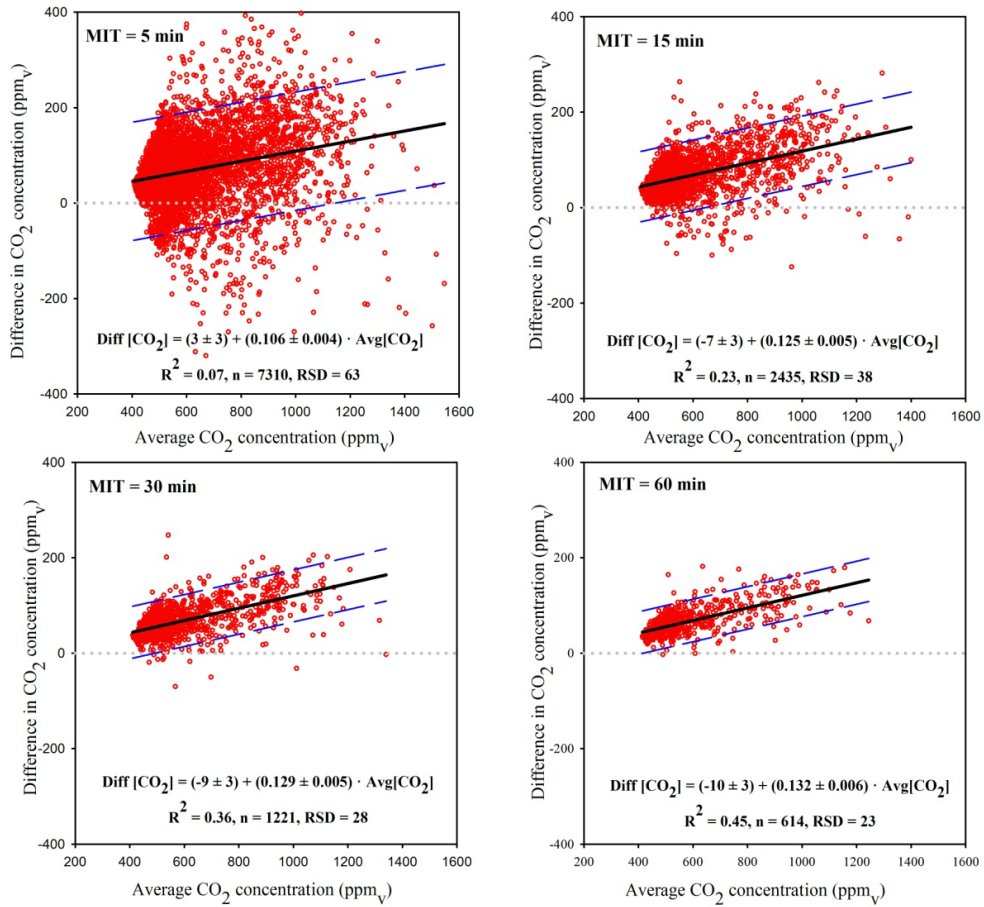 MIT = 5 min
Difference in CO2 concentration (ppmv)
400
200
0
-200
-400
Diff [CO2] = (3 ± 3) + (0.106 ± 0.004) · Avg[CO2]
R2 = 0.07, n = 7310, RSD = 63
200 400 600 800 1000 1200 1400 1600
Average CO2 concentration (ppmv)
MIT = 15 min
Difference in CO2 concentration (ppmv)
400
200
0
-200
-400
Diff [CO2] = (-7 ± 3) + (0.125 ± 0.005) · Avg[CO2]
R2 = 0.23, n = 2435, RSD = 38
200 400 600 800 1000 1200 1400 1600
Average CO2 concentration (ppmv)
MIT = 30 min
Difference in CO2 concentration (ppmv)
400
200
0
-200
-400
Diff [CO2] = (-9 ± 3) + (0.129 ± 0.005) · Avg[CO2]
R2 = 0.36, n = 1221, RSD = 28
200 400 600 800 1000 1200 1400 1600
Average CO2 concentration (ppmv)
MIT = 60 min
Difference in CO2 concentration (ppmv)
400
200
0
-200
-400
Diff [CO2] = (-10 ± 3) + (0.132 ± 0.006) · Avg[CO2]
R2 = 0.45, n = 614, RSD = 23
200 400 600 800 1000 1200 1400 1600
Average CO2 concentration (ppmv)